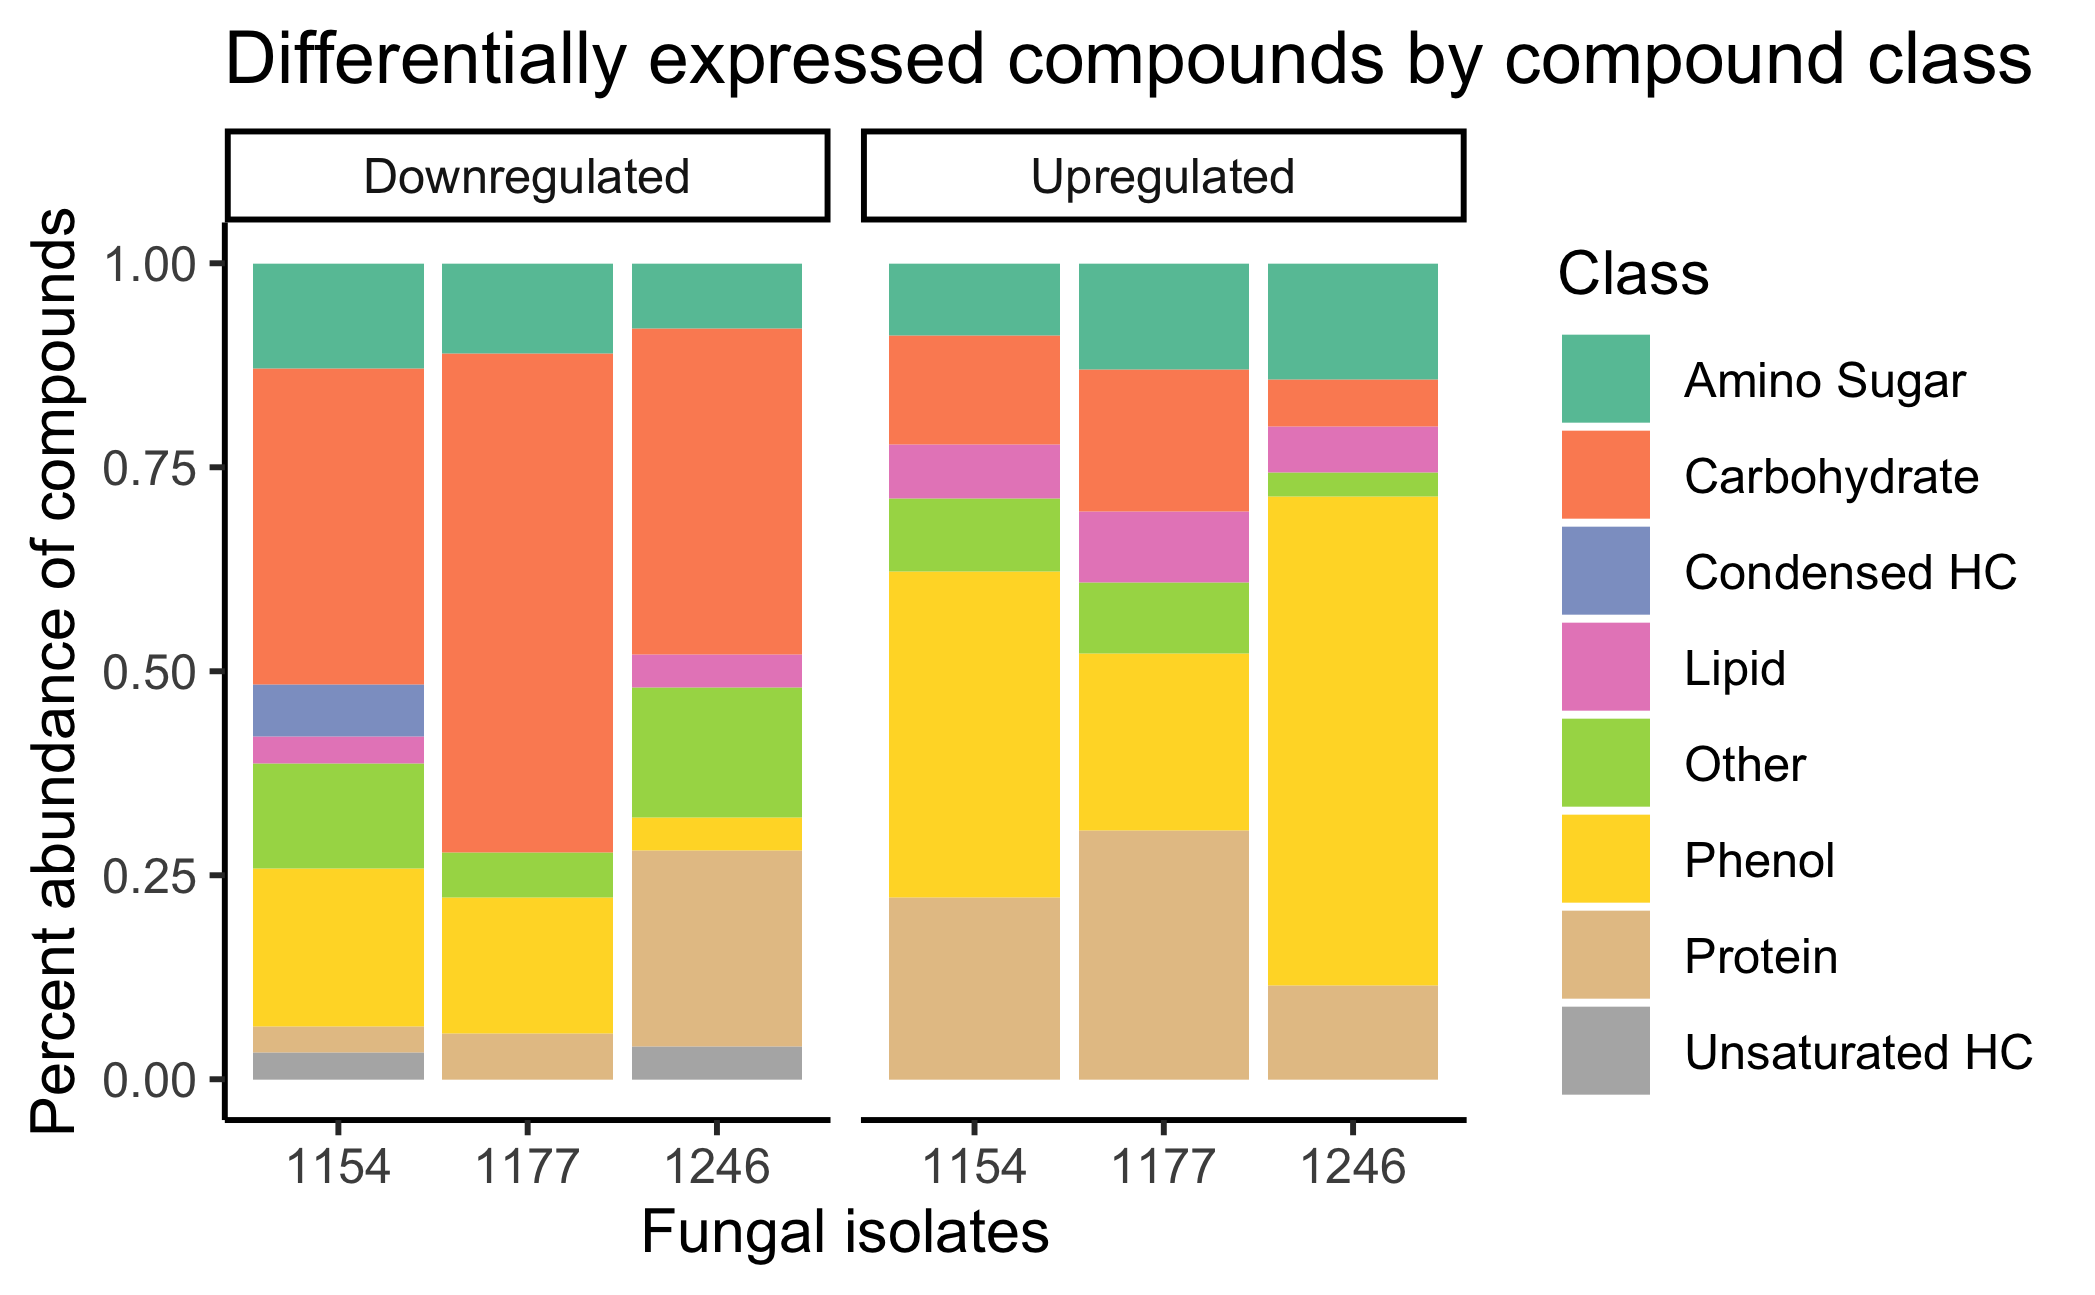 Differentially expressed compounds by compound class
Downregulated
Upregulated
Percent abundance of compounds
1.00
0.75
0.50
0.25
0.00
1154
1177
1246
1154
1177
1246
Fungal isolates
Class
Amino Sugar
Carbohydrate
Condensed HC
Lipid
Other
Phenol
Protein
Unsaturated HC